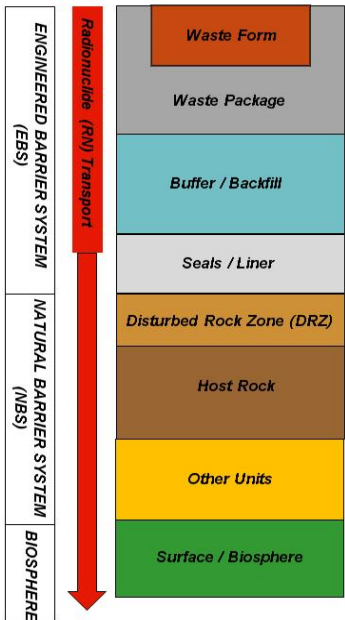 ENGINEERED BARRIER SYSTEM
(EBS)
NATURAL BARRIER SYSTEM
(NBS)
BIOSPHERE
Radionuclide (RN) Transport
Waste Form
Waste Package
Buffer / Backfill
Seals / Liner
Disturbed Rock Zone (DRZ)
Host Rock
Other Units
Surface / Biosphere